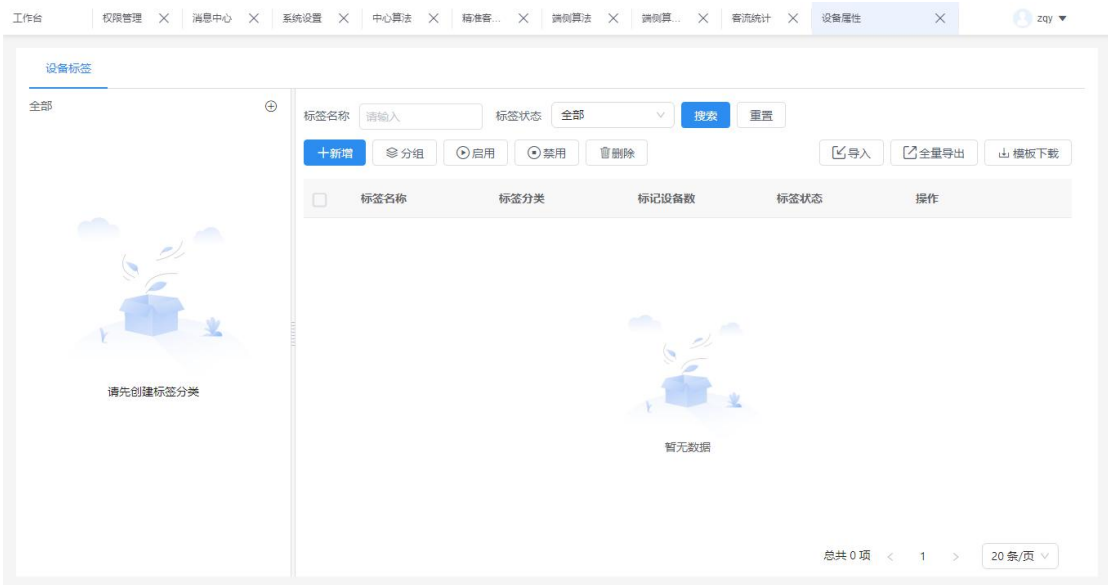 工作台 权限管理 消息中心 系统设置 中心算法 精准客... 端侧算法 端侧算... 客流统计 设备属性 zqy
设备标签
全部
标签名称 请输入 标签状态 全部 搜索 重置
新增 分组 启用 禁用 删除 导入 全量导出 模板下载
标签名称 标签分类 标记设备数 标签状态 操作
请先创建标签分类
暂无数据
总共 0 项 < 1 > 20 条/页